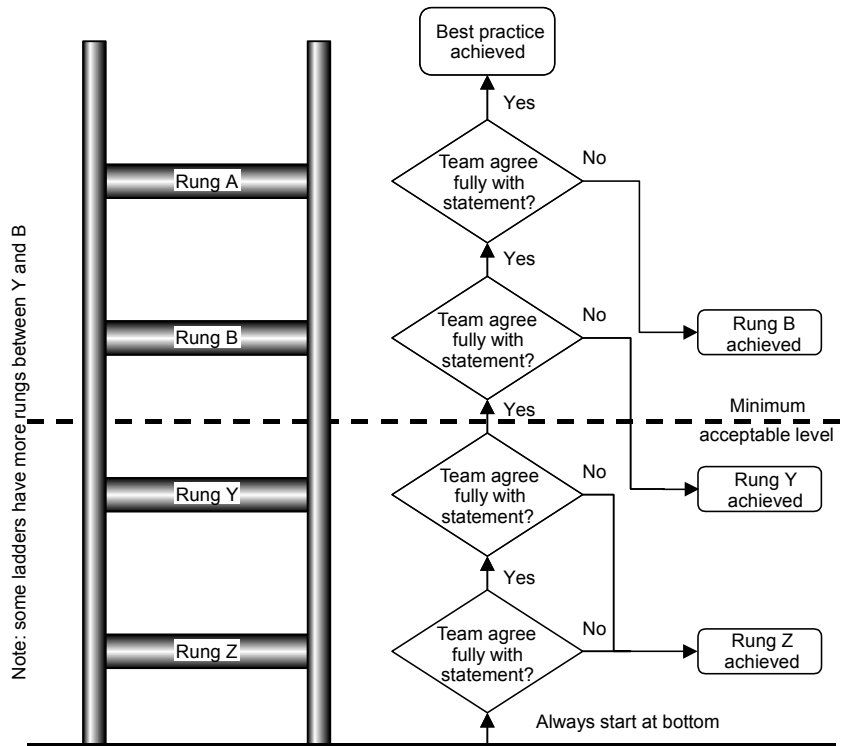 Note: some ladders have more rungs between Y and B
Rung A
Rung B
Rung Y
Rung Z
Best practice
achieved
Yes
Team agree
fully with
statement?
No
Yes
Team agree
fully with
statement?
No
Rung B
achieved
Yes
Minimum
acceptable level
Team agree
fully with
statement?
No
Rung Y
achieved
Yes
Team agree
fully with
statement?
No
Rung Z
achieved
Always start at bottom